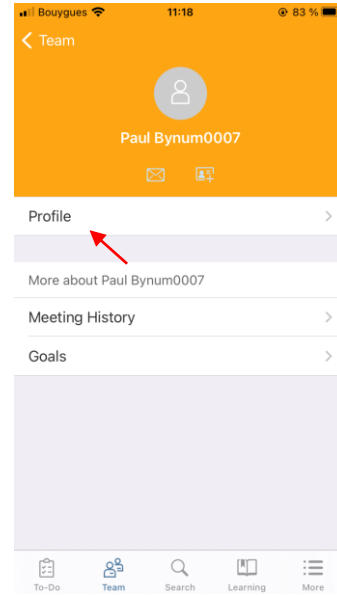 Bouygues 11:18 83 %
Team
Paul Bynum0007
Profile
More about Paul Bynum0007
Meeting History
Goals
To-Do Team Search Learning More